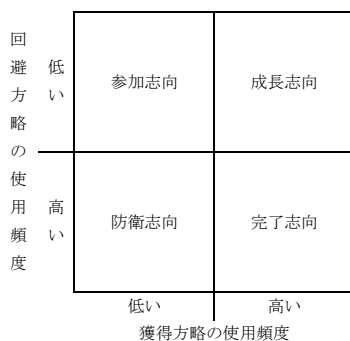 回避方略の使用頻度
低い
高い
参加志向
成長志向
防衛志向
完了志向
低い
高い
獲得方略の使用頻度